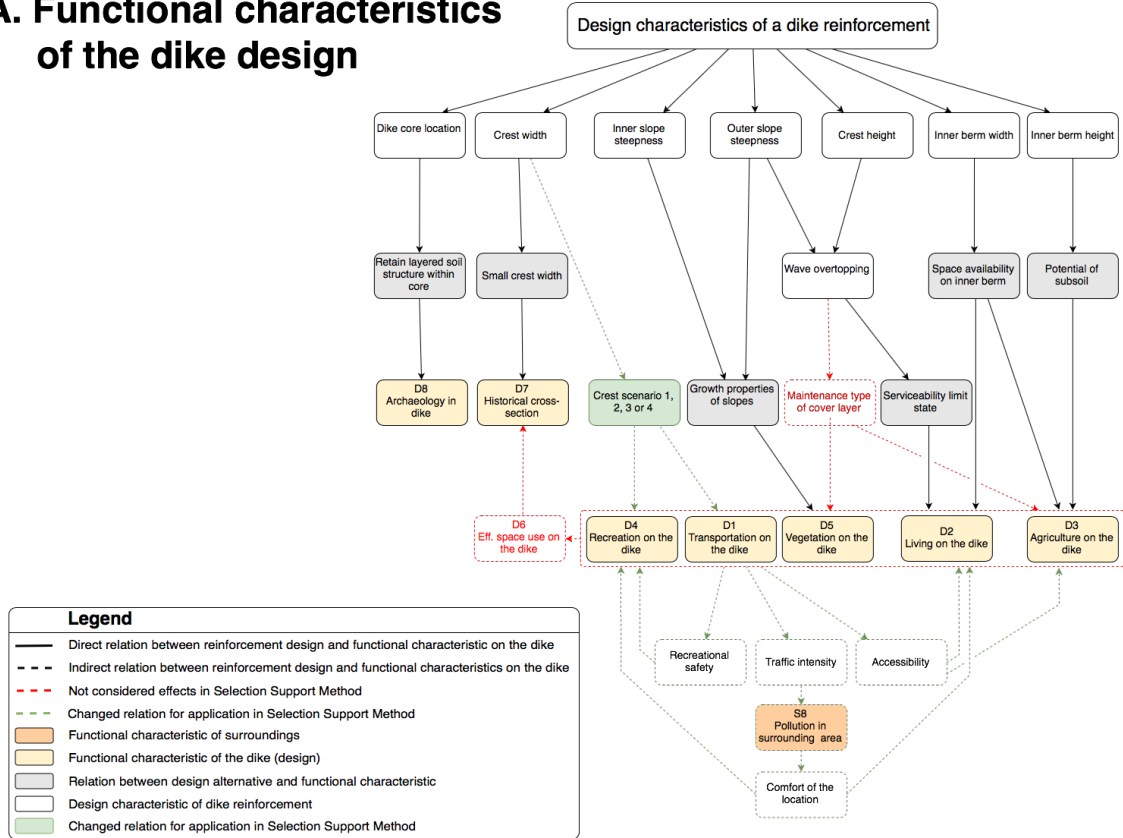 A. Functional characteristics
of the dike design
Design characteristics of a dike reinforcement
Dike core location
Crest width
Inner slope
steepness
Outer slope
steepness
Crest height
Inner berm width
Inner berm height
Retain layered soil
structure within
core
Small crest width
Wave overtopping
Space availability
on inner berm
Potential of
subsoil
D8
Archaeology in
dike
D7
Historical cross-
section
Crest scenario 1,
2, 3 or 4
Growth properties
of slopes
Maintenance type
of cover layer
Serviceability limit
state
D6
Eff. space use on
the dike
D4
Recreation on the
dike
D1
Transportation on
the dike
D5
Vegetation on the
dike
D2
Living on the dike
D3
Agriculture on the
dike
Recreational
safety
Traffic intensity
Accessibility
S8
Pollution in
surrounding area
Comfort of the
location
Legend
Direct relation between reinforcement design and functional characteristic on the dike
Indirect relation between reinforcement design and functional characteristics on the dike
Not considered effects in Selection Support Method
Changed relation for application in Selection Support Method
Functional characteristic of surroundings
Functional characteristic of the dike (design)
Relation between design alternative and functional characteristic
Design characteristic of dike reinforcement
Changed relation for application in Selection Support Method